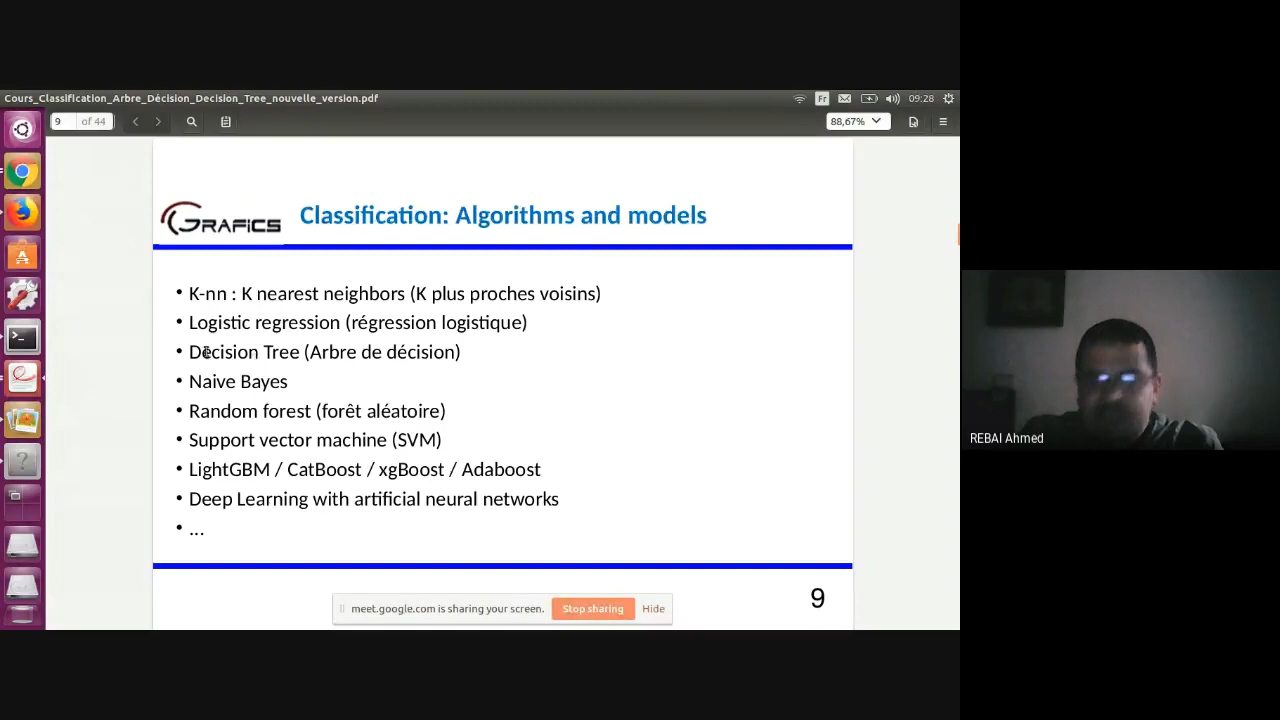 Cours_Classification_Arbre_Décision_Decision_Tree_nouvelle_version.pdf
Fr
09:28
9 of 44
88,67%
GRAFICS
Classification: Algorithms and models
• K-nn : K nearest neighbors (K plus proches voisins)
• Logistic regression (régression logistique)
• Decision Tree (Arbre de décision)
• Naive Bayes
• Random forest (forêt aléatoire)
• Support vector machine (SVM)
• LightGBM / CatBoost / xgBoost / Adaboost
• Deep Learning with artificial neural networks
• ...
9
meet.google.com is sharing your screen.
Stop sharing
Hide
REBAI Ahmed